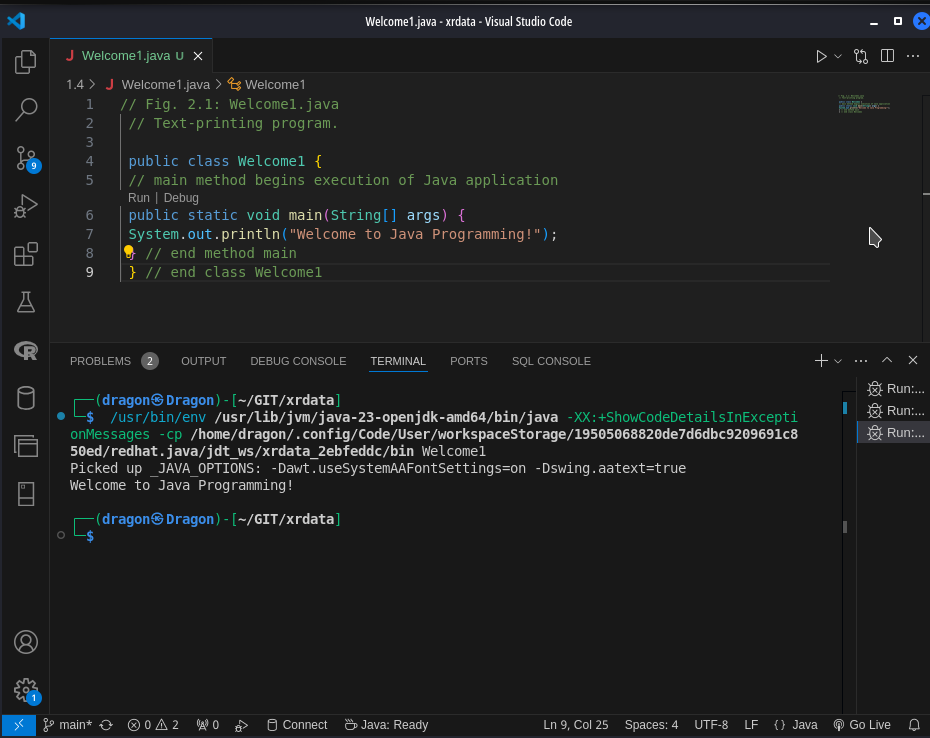 Welcome1.java - xrdata - Visual Studio Code
Welcome1.java U
1.4 > Welcome1.java > Welcome1
1 // Fig. 2.1: Welcome1.java
2 // Text-printing program.
3
4 public class Welcome1 {
5 // main method begins execution of Java application
Run | Debug
6 public static void main(String[] args) {
7 System.out.println("Welcome to Java Programming!");
8 } // end method main
9 } // end class Welcome1
9
PROBLEMS 2 OUTPUT DEBUG CONSOLE TERMINAL PORTS SQL CONSOLE
Run:...
Run:...
Run:...
┌──(dragon㉿Dragon)-[~/GIT/xrdata]
└─$ /usr/bin/env /usr/lib/jvm/java-23-openjdk-amd64/bin/java -XX:+ShowCodeDetailsInExcepti
onMessages -cp /home/dragon/.config/Code/User/workspaceStorage/19505068820de7d6dbc9209691c8
50ed/redhat.java/jdt_ws/xrdata_2ebfeddc/bin Welcome1
Picked up _JAVA_OPTIONS: -Dawt.useSystemAAFontSettings=on -Dswing.aatext=true
Welcome to Java Programming!
┌──(dragon㉿Dragon)-[~/GIT/xrdata]
└─$
1
main* 0 2 0 Connect Java: Ready Ln 9, Col 25 Spaces: 4 UTF-8 LF {} Java Go Live